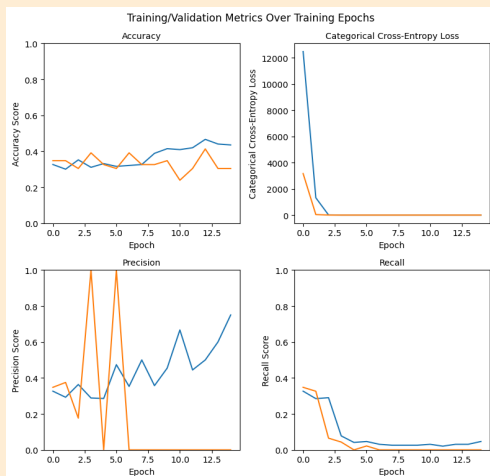 Training/Validation Metrics Over Training Epochs
Accuracy
Accuracy Score
1.0
0.8
0.6
0.4
0.2
0.0
0.0 2.5 5.0 7.5 10.0 12.5
Epoch
Categorical Cross-Entropy Loss
Categorical Cross-Entropy Loss
12000
10000
8000
6000
4000
2000
0
0.0 2.5 5.0 7.5 10.0 12.5
Epoch
Precision
Precision Score
1.0
0.8
0.6
0.4
0.2
0.0
0.0 2.5 5.0 7.5 10.0 12.5
Epoch
Recall
Recall Score
1.0
0.8
0.6
0.4
0.2
0.0
0.0 2.5 5.0 7.5 10.0 12.5
Epoch